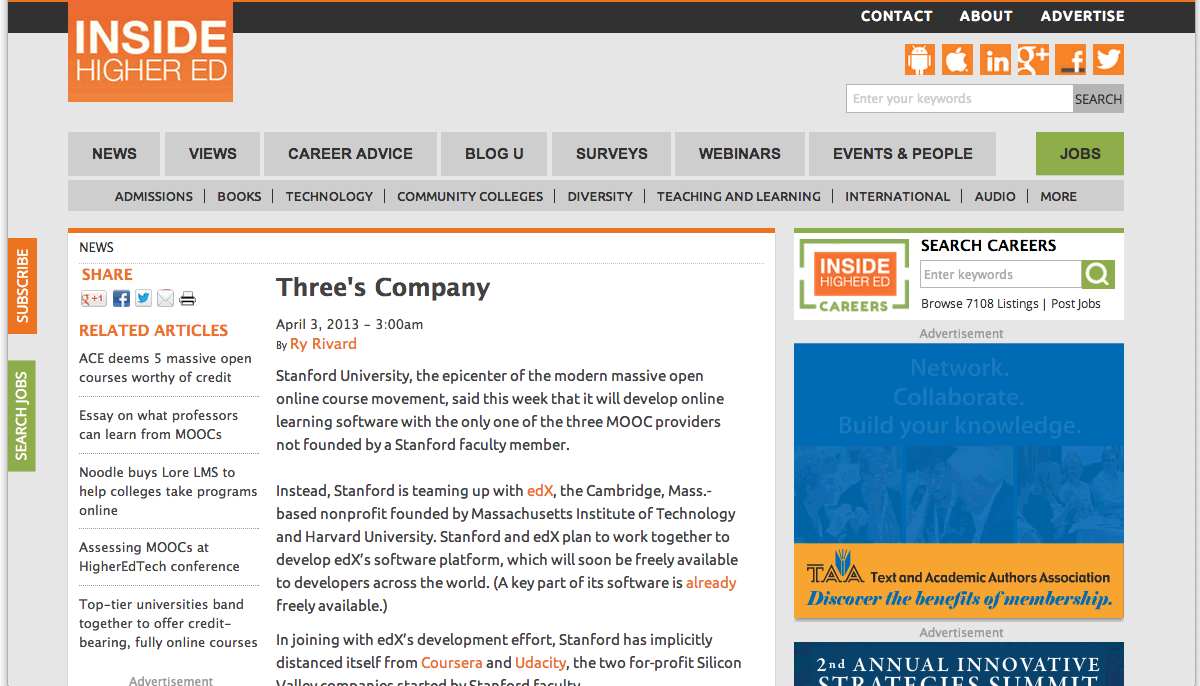 CONTACT ABOUT ADVERTISE
INSIDE
HIGHER ED
Enter your keywords SEARCH
NEWS VIEWS CAREER ADVICE BLOG U SURVEYS WEBINARS EVENTS & PEOPLE JOBS
ADMISSIONS | BOOKS | TECHNOLOGY | COMMUNITY COLLEGES | DIVERSITY | TEACHING AND LEARNING | INTERNATIONAL | AUDIO | MORE
SUBSCRIBE
SEARCH JOBS
NEWS
SHARE
g+1
RELATED ARTICLES
ACE deems 5 massive open
courses worthy of credit
Essay on what professors
can learn from MOOCs
Noodle buys Lore LMS to
help colleges take programs
online
Assessing MOOCs at
HigherEdTech conference
Top-tier universities band
together to offer credit-
bearing, fully online courses
Advertisement
Three's Company
April 3, 2013 - 3:00am
By Ry Rivard
Stanford University, the epicenter of the modern massive open
online course movement, said this week that it will develop online
learning software with the only one of the three MOOC providers
not founded by a Stanford faculty member.
Instead, Stanford is teaming up with edX, the Cambridge, Mass.-
based nonprofit founded by Massachusetts Institute of Technology
and Harvard University. Stanford and edX plan to work together to
develop edX's software platform, which will soon be freely available
to developers across the world. (A key part of its software is already
freely available.)
In joining with edX's development effort, Stanford has implicitly
distanced itself from Coursera and Udacity, the two for-profit Silicon
Valley companies started by Stanford faculty.
INSIDE
HIGHER ED
CAREERS
SEARCH CAREERS
Enter keywords
Browse 7108 Listings | Post Jobs
Advertisement
Network.
Collaborate.
Build your knowledge.
TAA Text and Academic Authors Association
Discover the benefits of membership.
Advertisement
2nd ANNUAL INNOVATIVE
STRATEGIES SUMMIT